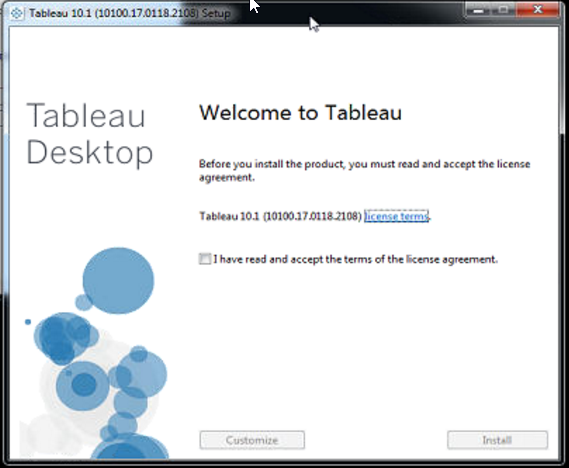 Tableau 10.1 (10100.17.0118.2108) Setup
Tableau
Desktop
Welcome to Tableau
Before you install the product, you must read and accept the license
agreement.
Tableau 10.1 (10100.17.0118.2108) license terms.
I have read and accept the terms of the license agreement.
Customize
Install